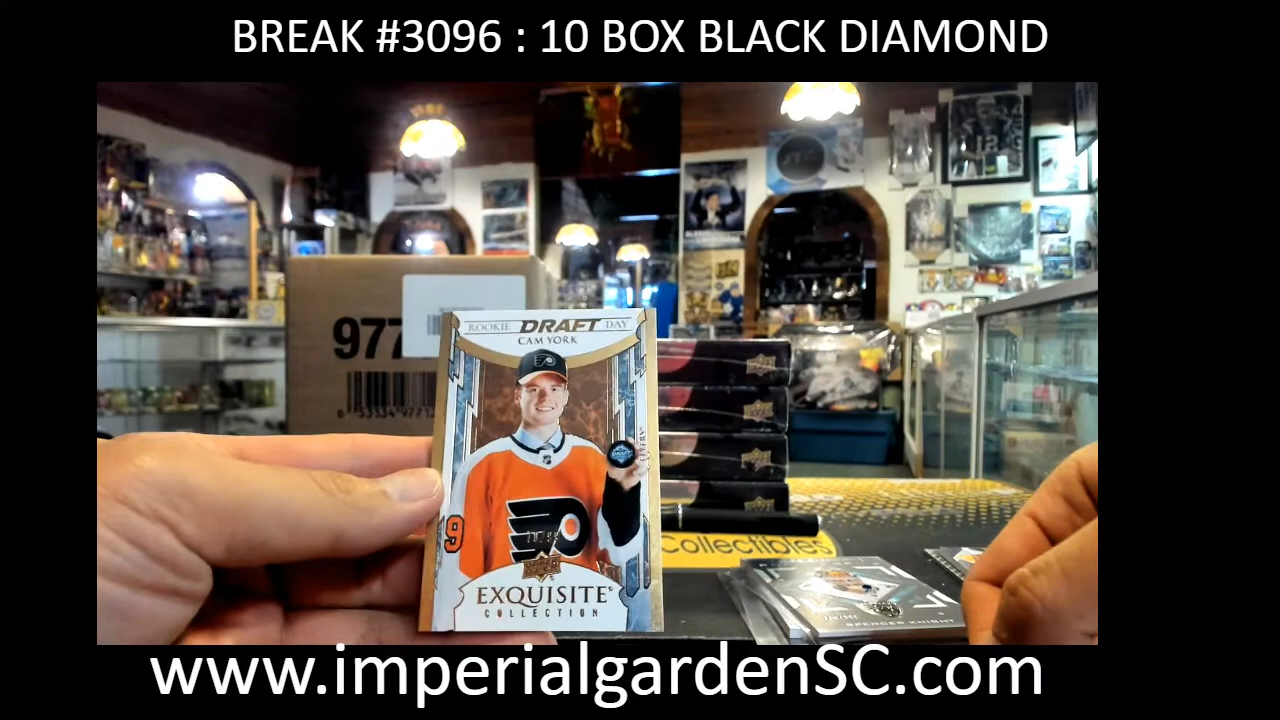 BREAK #3096 : 10 BOX BLACK DIAMOND
977
ROOKIE DRAFT DAY
CAM YORK
9
EXQUISITE
COLLECTION
Collectibles
SPENCER KNIGHT
www.imperialgardenSC.com